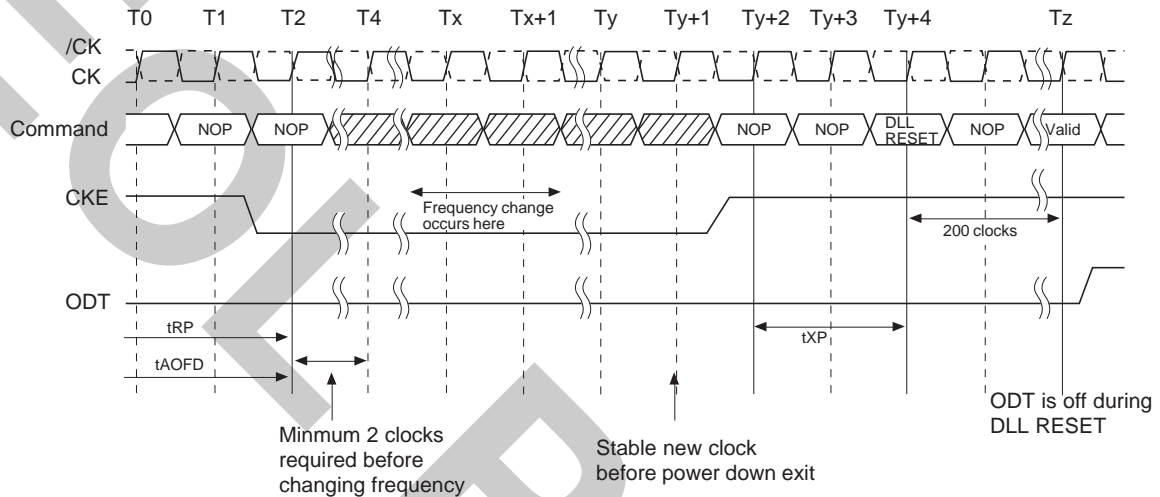 T0 T1 T2 T4 Tx Tx+1 Ty Ty+1 Ty+2 Ty+3 Ty+4 Tz
/CK
CK
Command NOP NOP NOP NOP DLL RESET NOP Valid
CKE
Frequency change
occurs here
200 clocks
ODT
tRP
tXP
tAOFD
ODT is off during
DLL RESET
Minmum 2 clocks
required before
changing frequency
Stable new clock
before power down exit